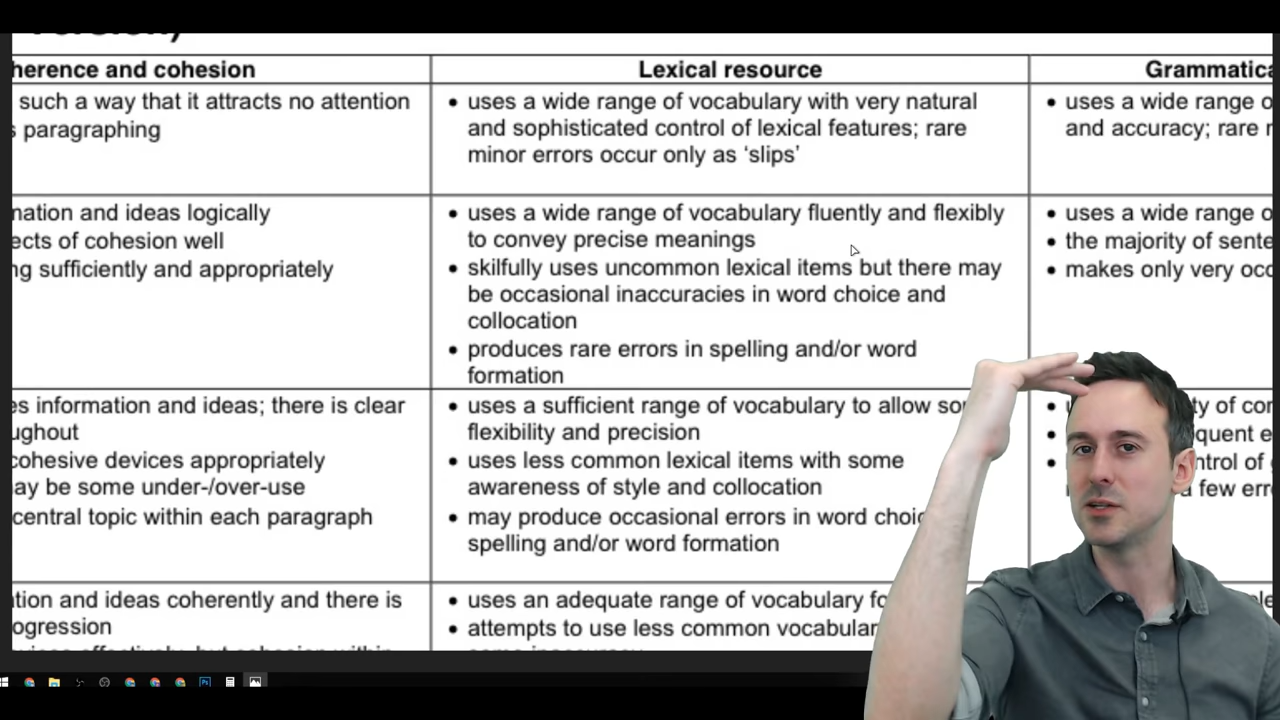 herence and cohesion
Lexical resource
Grammatica
such a way that it attracts no attention
s paragraphing
uses a wide range of vocabulary with very natural
and sophisticated control of lexical features; rare
minor errors occur only as ‘slips’
uses a wide range o
and accuracy; rare
mation and ideas logically
ects of cohesion well
ng sufficiently and appropriately
uses a wide range of vocabulary fluently and flexibly
to convey precise meanings
skilfully uses uncommon lexical items but there may
be occasional inaccuracies in word choice and
collocation
produces rare errors in spelling and/or word
formation
uses a wide range o
the majority of sente
makes only very occ
es information and ideas; there is clear
ughout
cohesive devices appropriately
ay be some under-/over-use
central topic within each paragraph
uses a sufficient range of vocabulary to allow so
flexibility and precision
uses less common lexical items with some
awareness of style and collocation
may produce occasional errors in word choic
spelling and/or word formation
ty of con
quent e
ntrol of
a few erro
tion and ideas coherently and there is
ogression
uses an adequate range of vocabulary fo
attempts to use less common vocabular